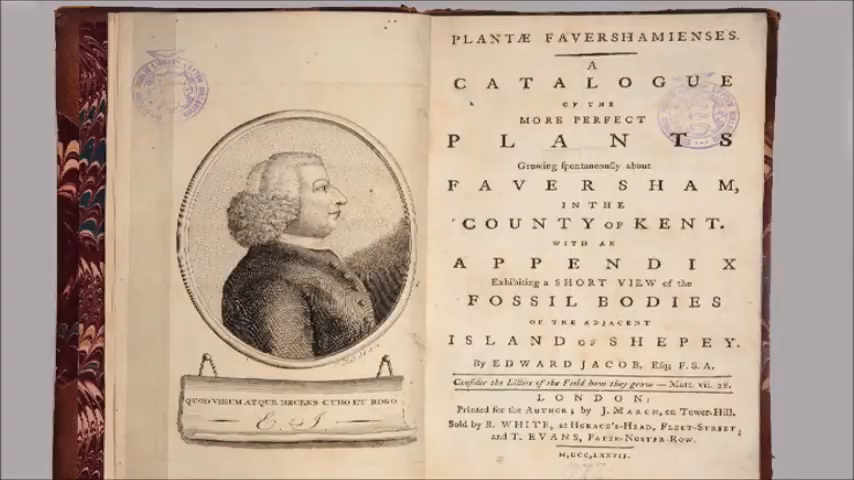 QUOD VERUM ATQUE DECENS CURO ET ROGO
E. J.
PLANTÆ FAVERSHAMIENSES.
A
CATALOGUE
OF THE
MORE PERFECT
PLANTS
Growing spontaneously about
FAVERSHAM,
IN THE
COUNTY OF KENT.
WITH AN
APPENDIX
Exhibiting a SHORT VIEW of the
FOSSIL BODIES
OF THE ADJACENT
ISLAND OF SHEPEY.
By EDWARD JACOB, Esq; F.S.A.
Consider the Lillies of the Field how they grow — Matt. vii. 28.
LONDON:
Printed for the AUTHOR; by J. MARCH, on Tower-Hill.
Sold by B. WHITE, at HORACE's-HEAD, FLEET-STREET;
and T. EVANS, PATER-NOSTER-ROW.
M,DCC,LXXVII.